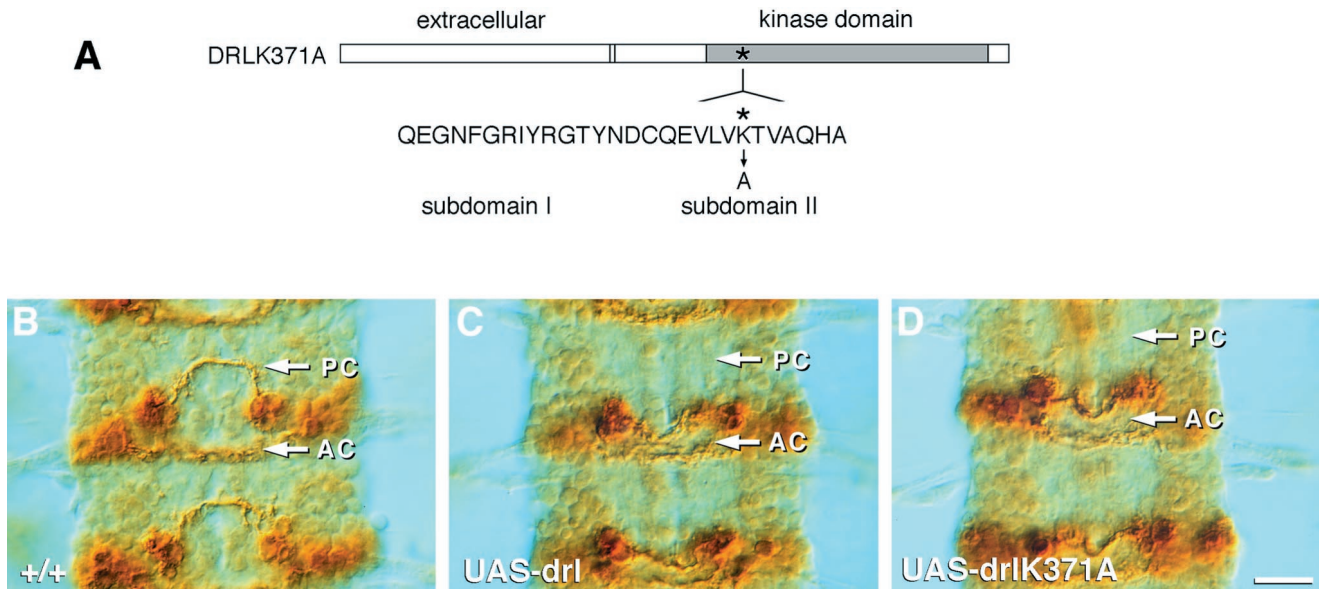 A
extracellular
kinase domain
DRLK371A
*
*
QEGNFGRIYRGTYNDCQEVLVKTVAQHA
A
subdomain I
subdomain II
B
PC
AC
+/+
C
PC
AC
UAS-drl
D
PC
AC
UAS-drlK371A